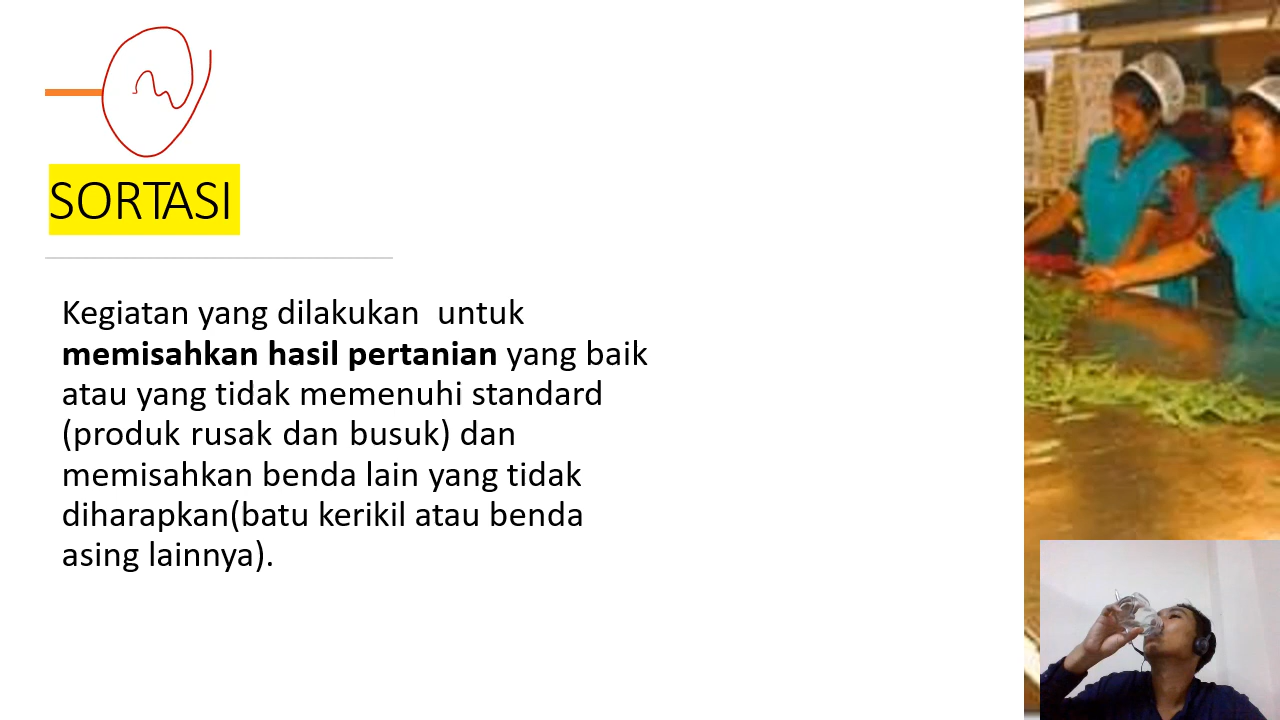 SORTASI
Kegiatan yang dilakukan  untuk
memisahkan hasil pertanian yang baik
atau yang tidak memenuhi standard
(produk rusak dan busuk) dan
memisahkan benda lain yang tidak
diharapkan(batu kerikil atau benda
asing lainnya).